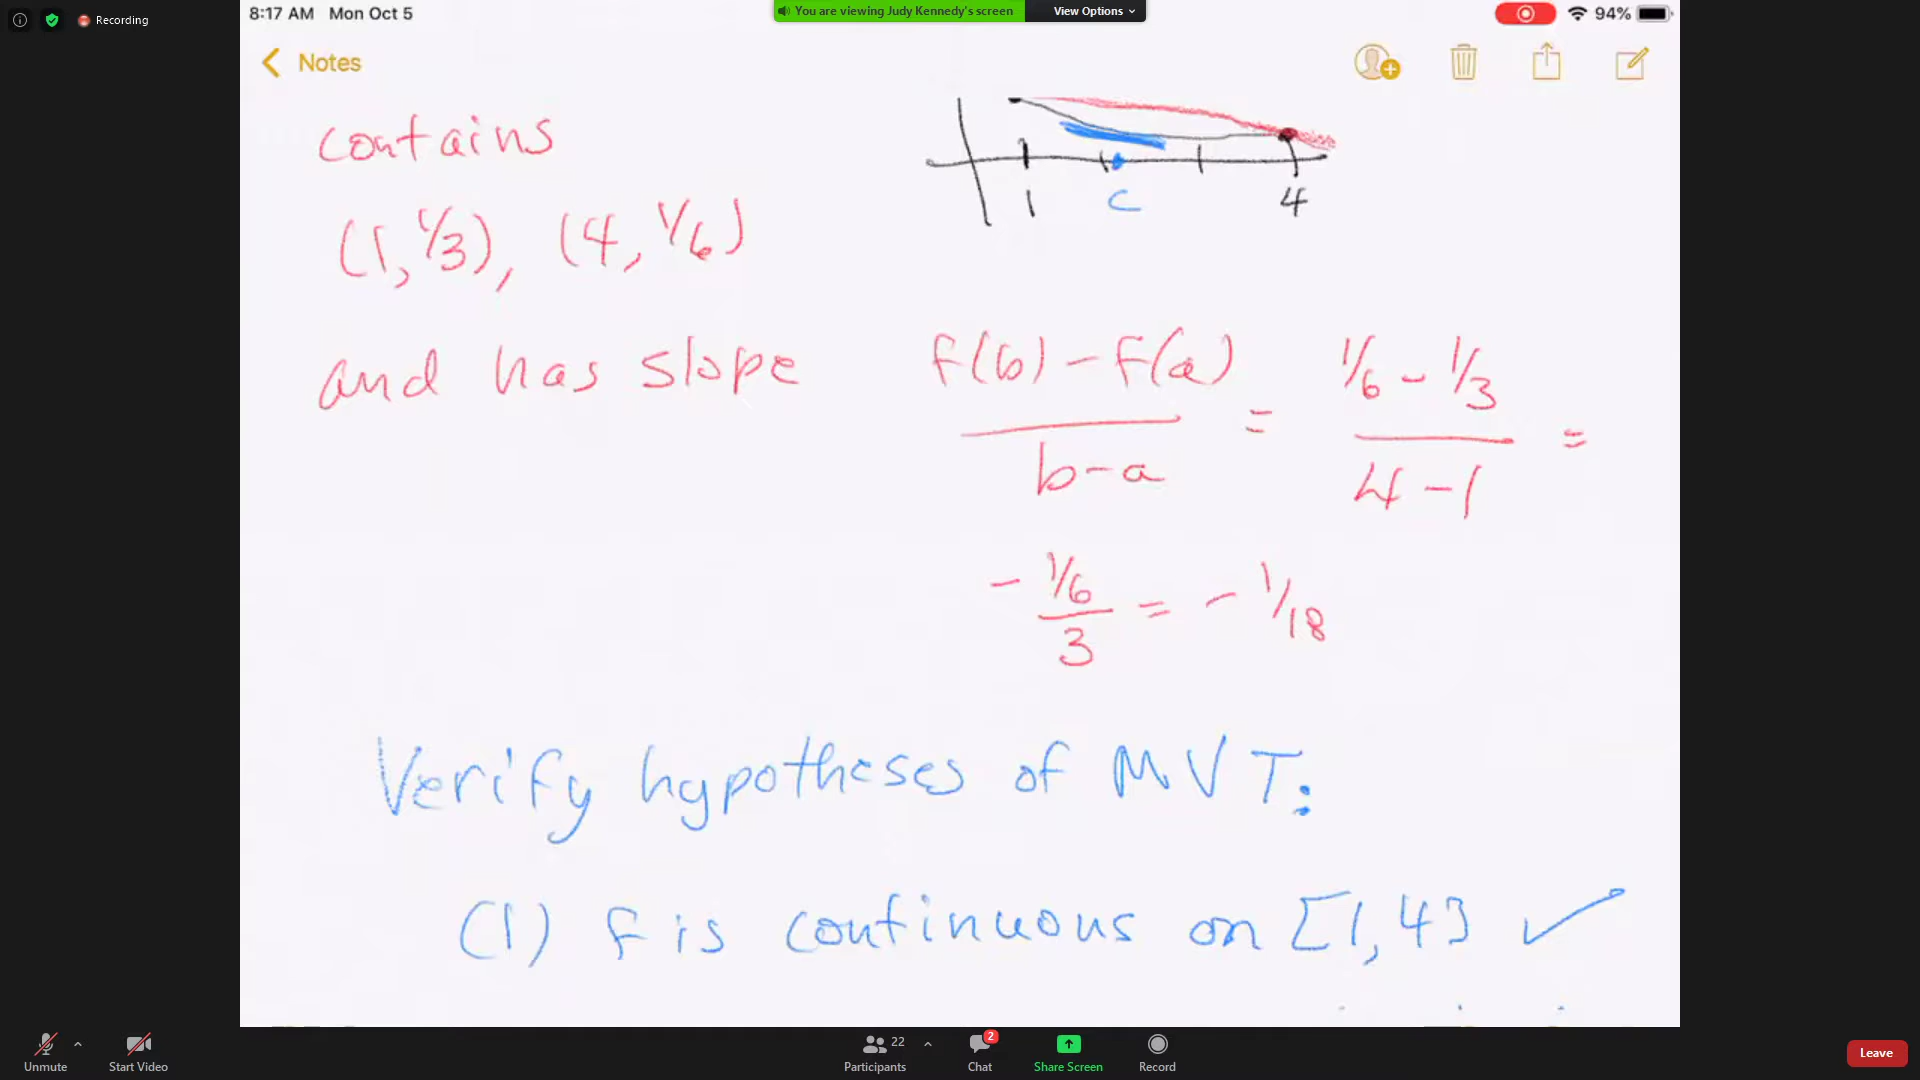 Recording
8:17 AM Mon Oct 5
You are viewing Judy Kennedy's screen
View Options
94%
Notes
contains
1 c 4
(1, 1/3), (4, 1/6)
and has slope
f(b) - f(a) / b - a = 1/6 - 1/3 / 4 - 1 =
- 1/6 / 3 = - 1/18
Verify hypotheses of MVT:
(1) f is continuous on [1,4] ✓
Unmute
Start Video
Participants
22
Chat
2
Share Screen
Record
Leave